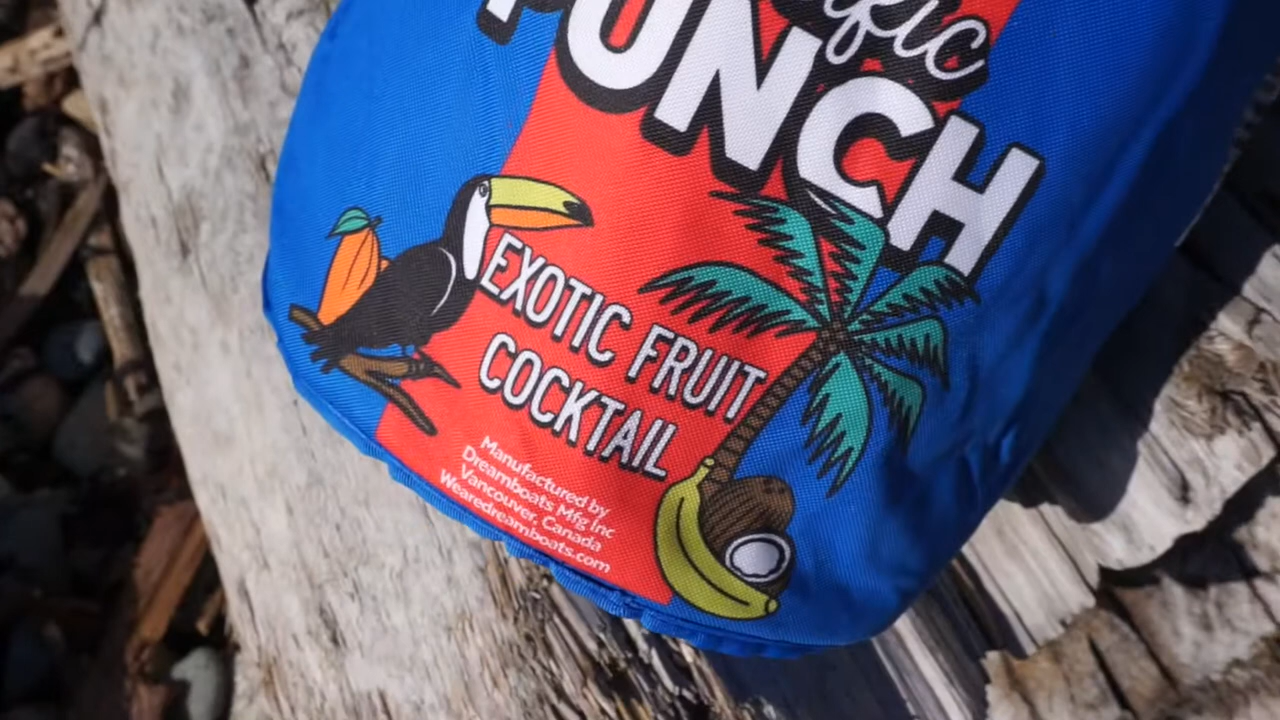 PUNCH
EXOTIC FRUIT
COCKTAIL
Manufactured by
Dreamboats Mfg Inc
Vancouver, Canada
Wearedreamboats.com